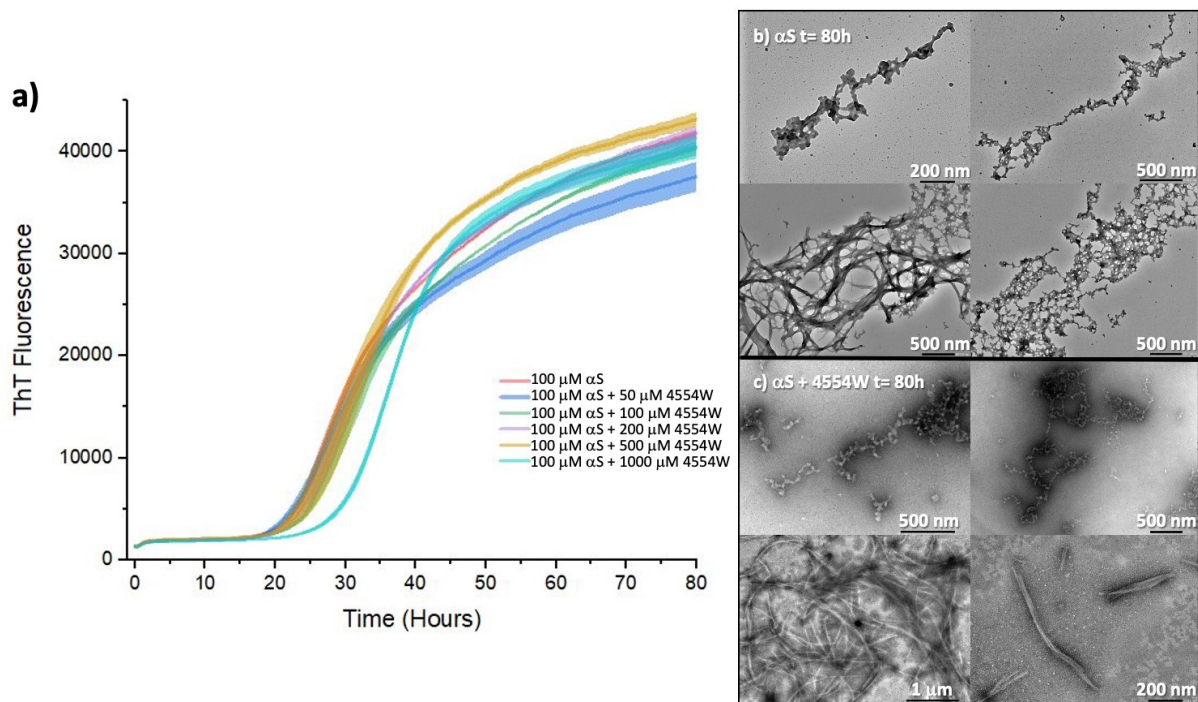 a)
ThT Fluorescence
40000
30000
20000
10000
0
0 10 20 30 40 50 60 70 80
Time (Hours)
100 μM αS
100 μM αS + 50 μM 4554W
100 μM αS + 100 μM 4554W
100 μM αS + 200 μM 4554W
100 μM αS + 500 μM 4554W
100 μM αS + 1000 μM 4554W
b) αS t= 80h
200 nm
500 nm
500 nm
500 nm
c) αS + 4554W t= 80h
500 nm
500 nm
1 μm
200 nm